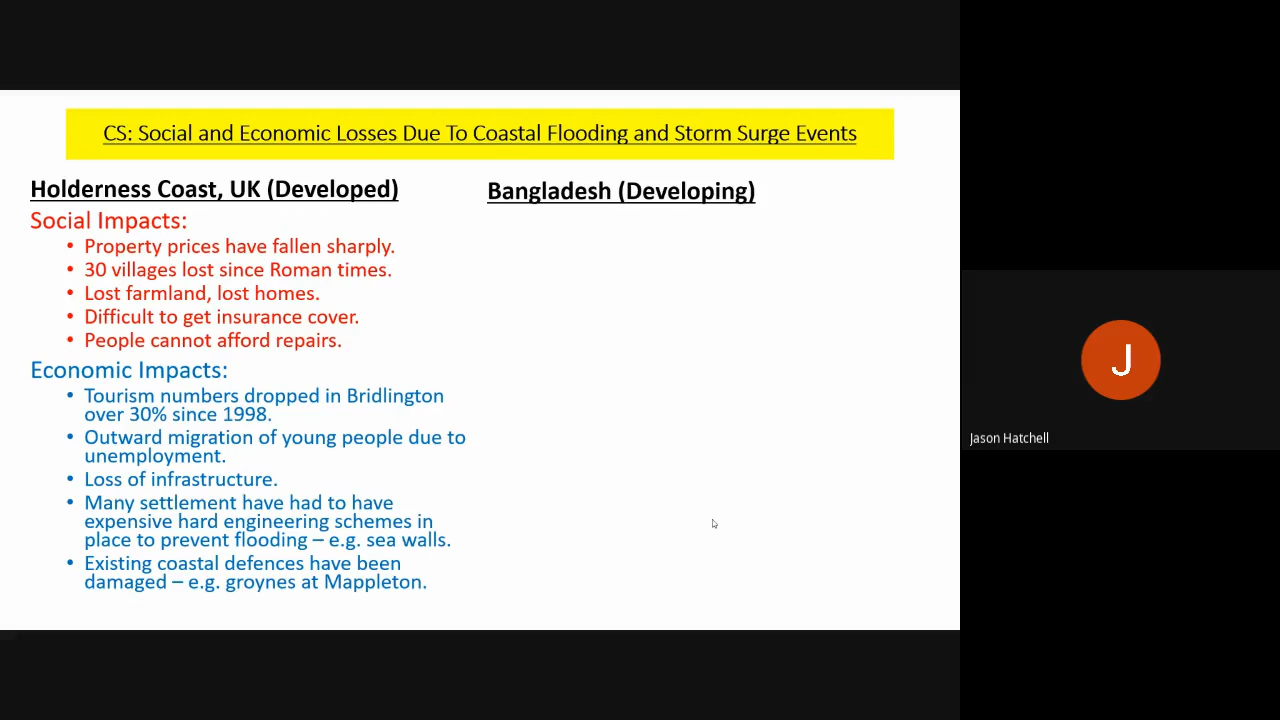 CS: Social and Economic Losses Due To Coastal Flooding and Storm Surge Events
Holderness Coast, UK (Developed)
Social Impacts:
• Property prices have fallen sharply.
• 30 villages lost since Roman times.
• Lost farmland, lost homes.
• Difficult to get insurance cover.
• People cannot afford repairs.
Economic Impacts:
• Tourism numbers dropped in Bridlington
over 30% since 1998.
• Outward migration of young people due to
unemployment.
• Loss of infrastructure.
• Many settlement have had to have
expensive hard engineering schemes in
place to prevent flooding – e.g. sea walls.
• Existing coastal defences have been
damaged – e.g. groynes at Mappleton.
Bangladesh (Developing)
J
Jason Hatchell